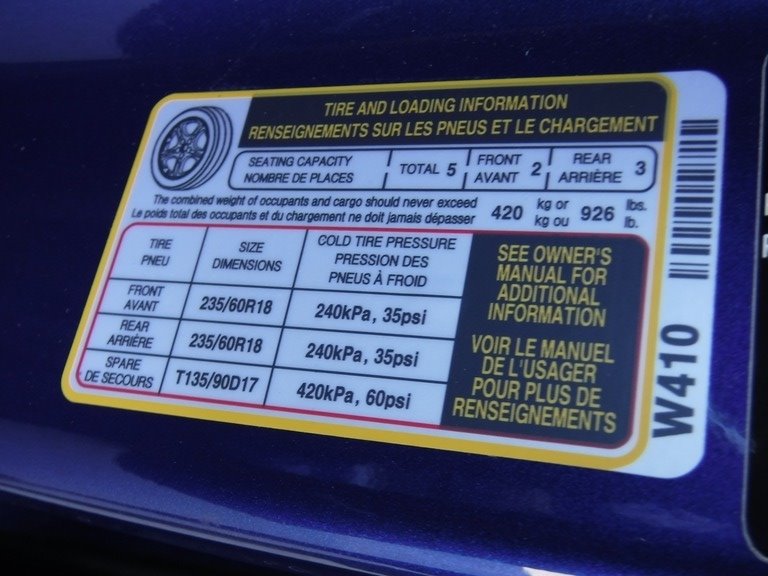 TIRE AND LOADING INFORMATION
RENSEIGNEMENTS SUR LES PNEUS ET LE CHARGEMENT
SEATING CAPACITY
NOMBRE DE PLACES
TOTAL 5
FRONT
AVANT
2
REAR
ARRIÈRE
3
The combined weight of occupants and cargo should never exceed
Le poids total des occupants et du chargement ne doit jamais dépasser
420
kg or
kg ou
926
lbs.
lb.
TIRE
PNEU
SIZE
DIMENSIONS
COLD TIRE PRESSURE
PRESSION DES
PNEUS À FROID
FRONT
AVANT
235/60R18
240kPa, 35psi
REAR
ARRIÈRE
235/60R18
240kPa, 35psi
SPARE
DE SECOURS
T135/90D17
420kPa, 60psi
SEE OWNER'S
MANUAL FOR
ADDITIONAL
INFORMATION
VOIR LE MANUEL
DE L'USAGER
POUR PLUS DE
RENSEIGNEMENTS
W410